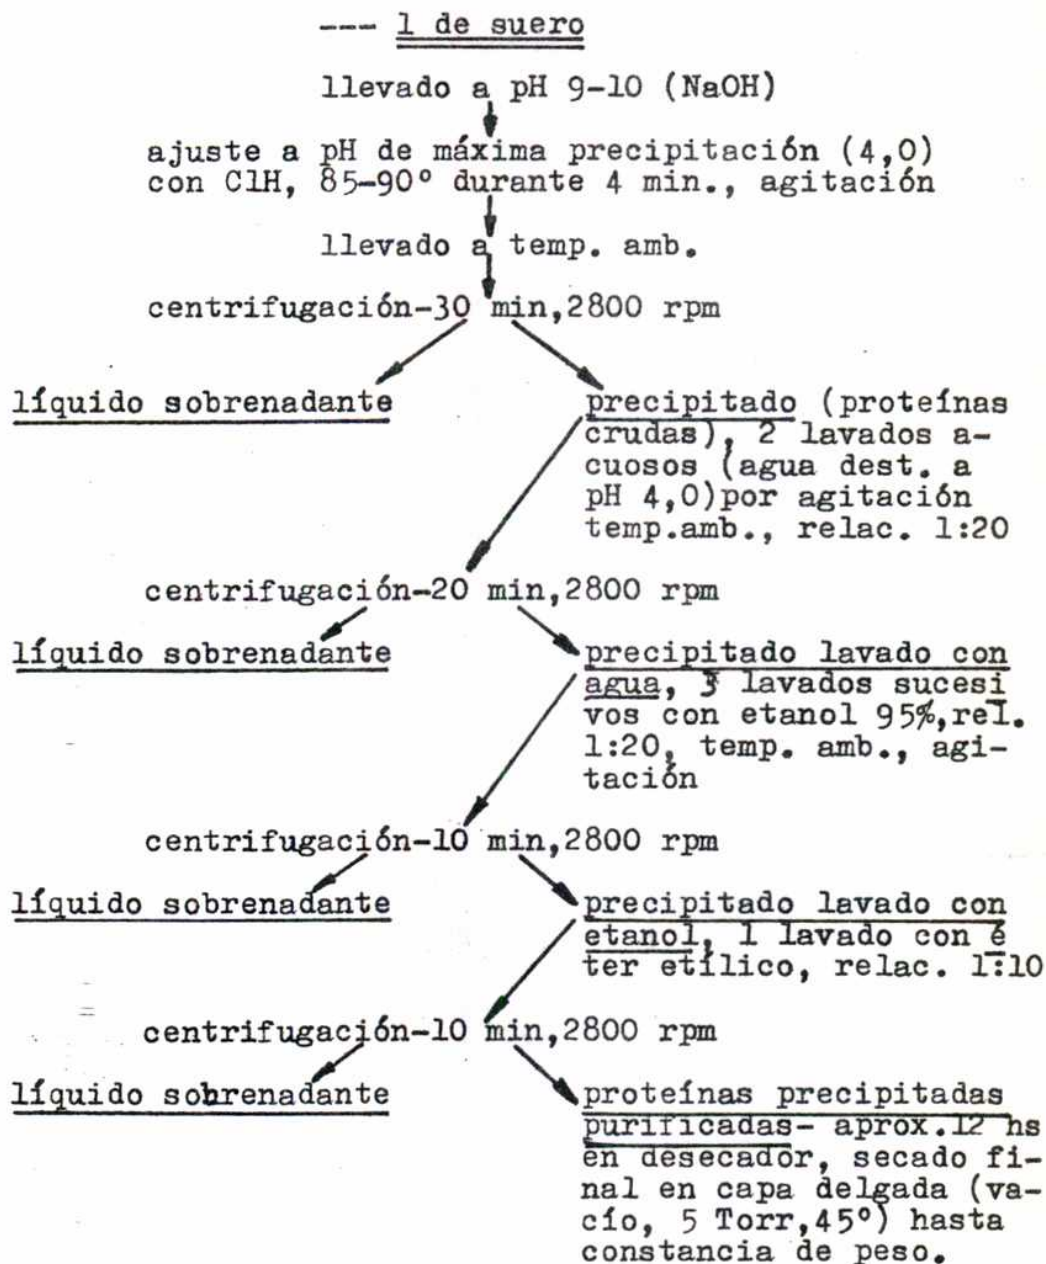 --- 1 de suero
llevado a pH 9-10 (NaOH)
ajuste a pH de máxima precipitación (4,0)
con ClH, 85-90º durante 4 min., agitación
llevado a temp. amb.
centrifugación-30 min,2800 rpm
líquido sobrenadante
precipitado (proteínas
crudas), 2 lavados a-
cuosos (agua dest. a
pH 4,0)por agitación
temp.amb., relac. 1:20
centrifugación-20 min,2800 rpm
líquido sobrenadante
precipitado lavado con
agua, 3 lavados sucesi
vos con etanol 95%,rel.
1:20, temp. amb., agi-
tación
centrifugación-10 min,2800 rpm
líquido sobrenadante
precipitado lavado con
etanol, 1 lavado con é
ter etílico, relac. 1:10
centrifugación-10 min,2800 rpm
líquido sobrenadante
proteínas precipitadas
purificadas- aprox.12 hs
en desecador, secado fi-
nal en capa delgada (va-
cío, 5 Torr,45º) hasta
constancia de peso.